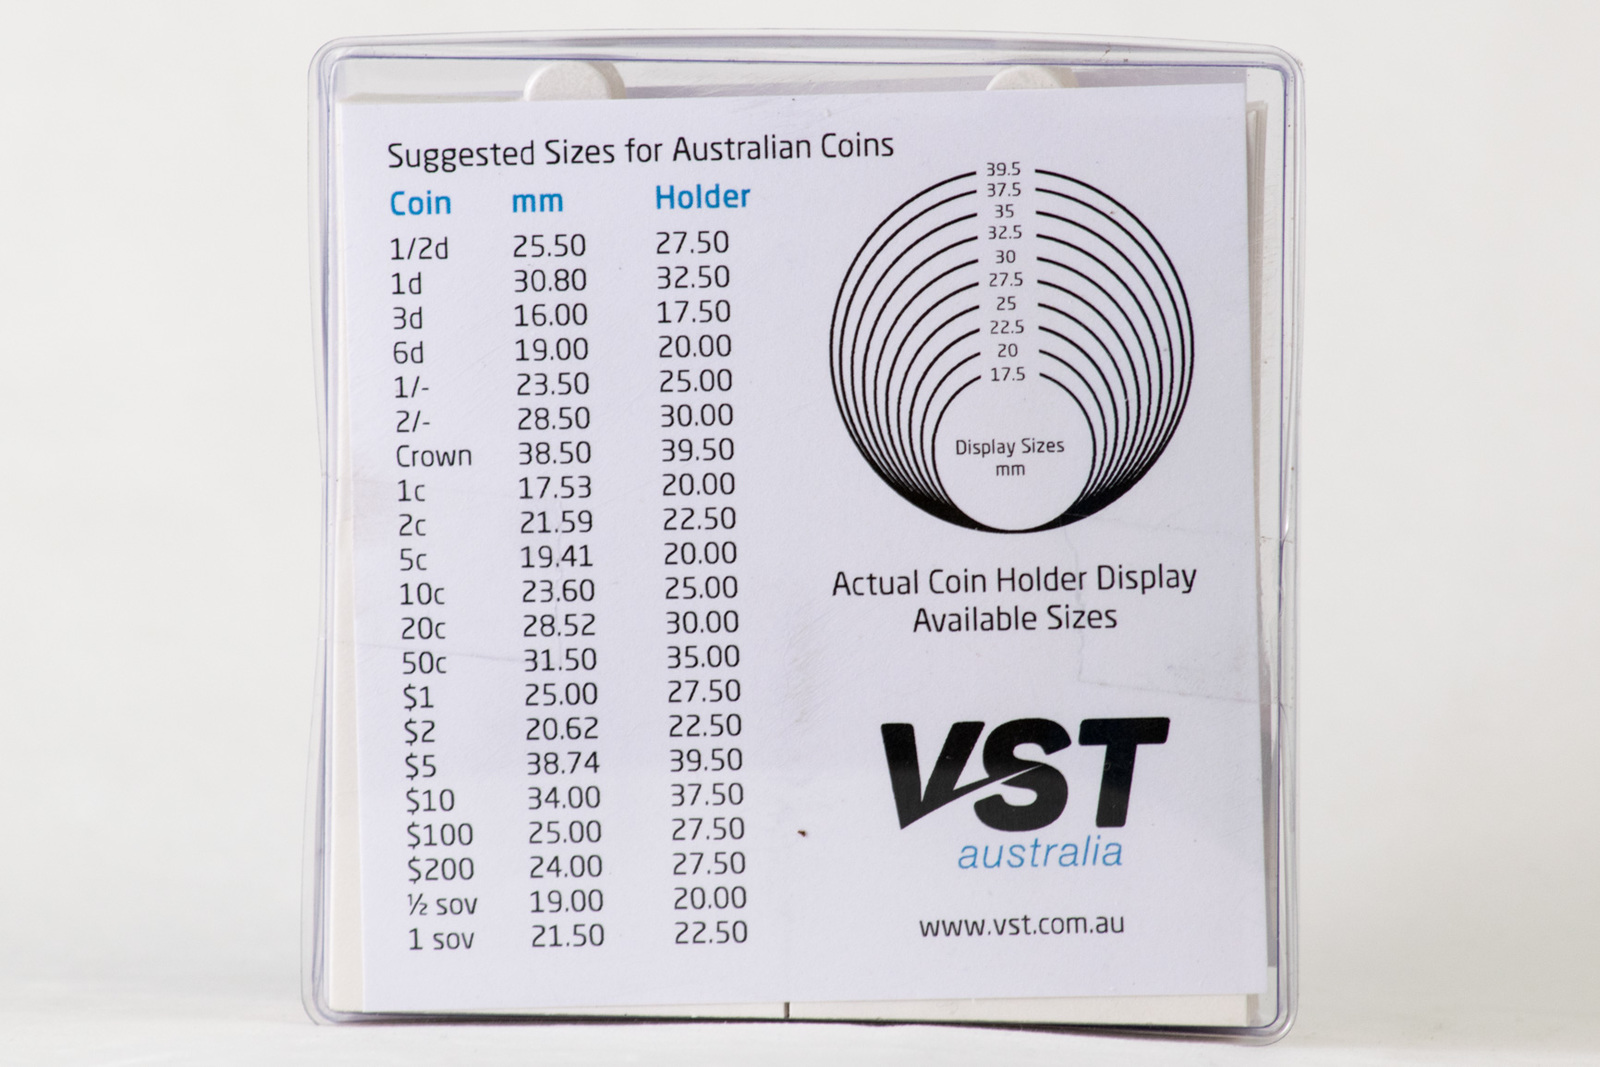 Suggested Sizes for Australian Coins
Coin mm Holder
1/2d 25.50 27.50
1d 30.80 32.50
3d 16.00 17.50
6d 19.00 20.00
1/- 23.50 25.00
2/- 28.50 30.00
Crown 38.50 39.50
1c 17.53 20.00
2c 21.59 22.50
5c 19.41 20.00
10c 23.60 25.00
20c 28.52 30.00
50c 31.50 35.00
$1 25.00 27.50
$2 20.62 22.50
$5 38.74 39.50
$10 34.00 37.50
$100 25.00 27.50
$200 24.00 27.50
½ sov 19.00 20.00
1 sov 21.50 22.50
39.5
37.5
35
32.5
30
27.5
25
22.5
20
17.5
Display Sizes
mm
Actual Coin Holder Display
Available Sizes
VST
australia
www.vst.com.au